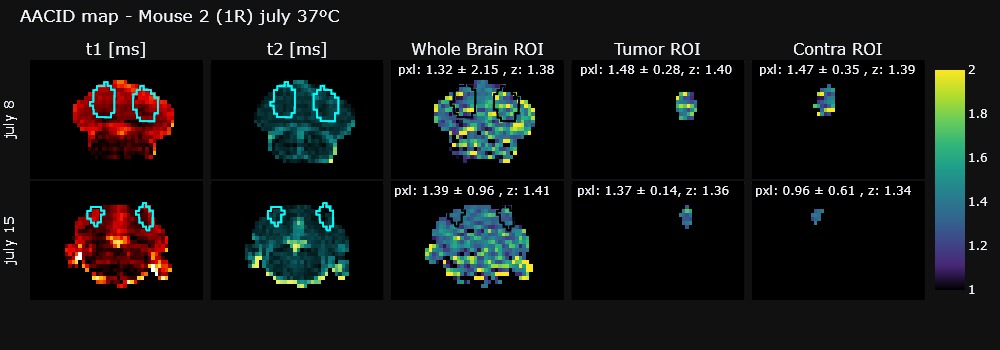 AACID map - Mouse 2 (1R) july 37ºC
t1 [ms] t2 [ms] Whole Brain ROI Tumor ROI Contra ROI
july 8
pxl: 1.32 ± 2.15 , z: 1.38
pxl: 1.48 ± 0.28, z: 1.40
pxl: 1.47 ± 0.35 , z: 1.39
july 15
pxl: 1.39 ± 0.96 , z: 1.41
pxl: 1.37 ± 0.14, z: 1.36
pxl: 0.96 ± 0.61 , z: 1.34
2
1.8
1.6
1.4
1.2
1